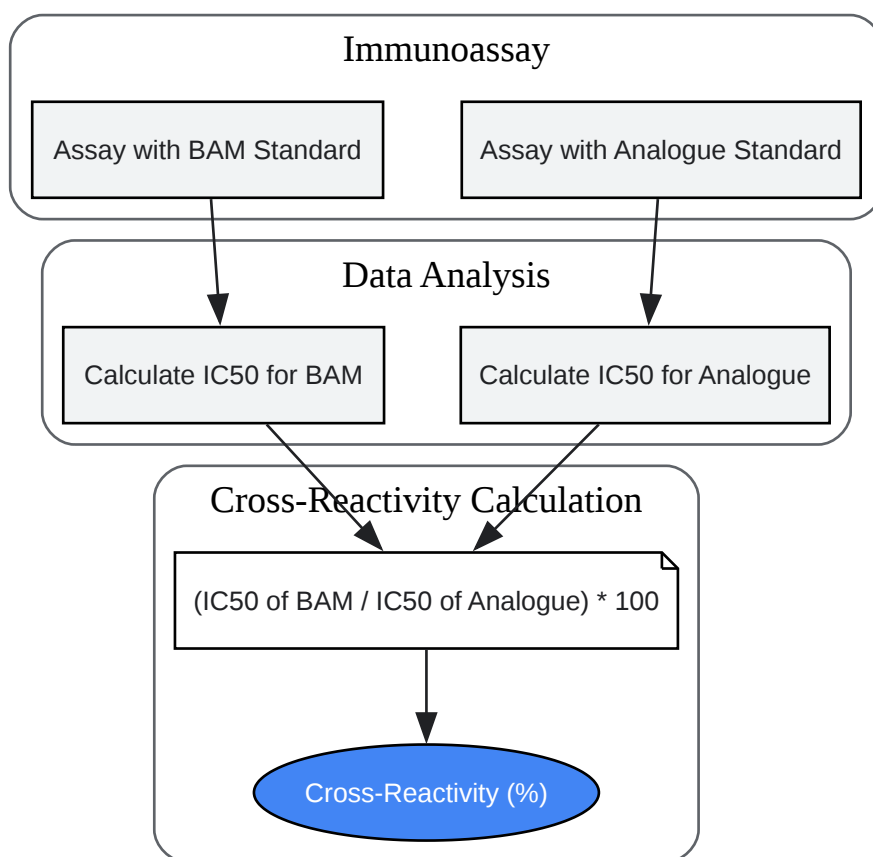 Immunoassay
Assay with BAM Standard
Assay with Analogue Standard
Data Analysis
Calculate IC50 for BAM
Calculate IC50 for Analogue
Cross-Reactivity Calculation
(IC50 of BAM / IC50 of Analogue) * 100
Cross-Reactivity (%)